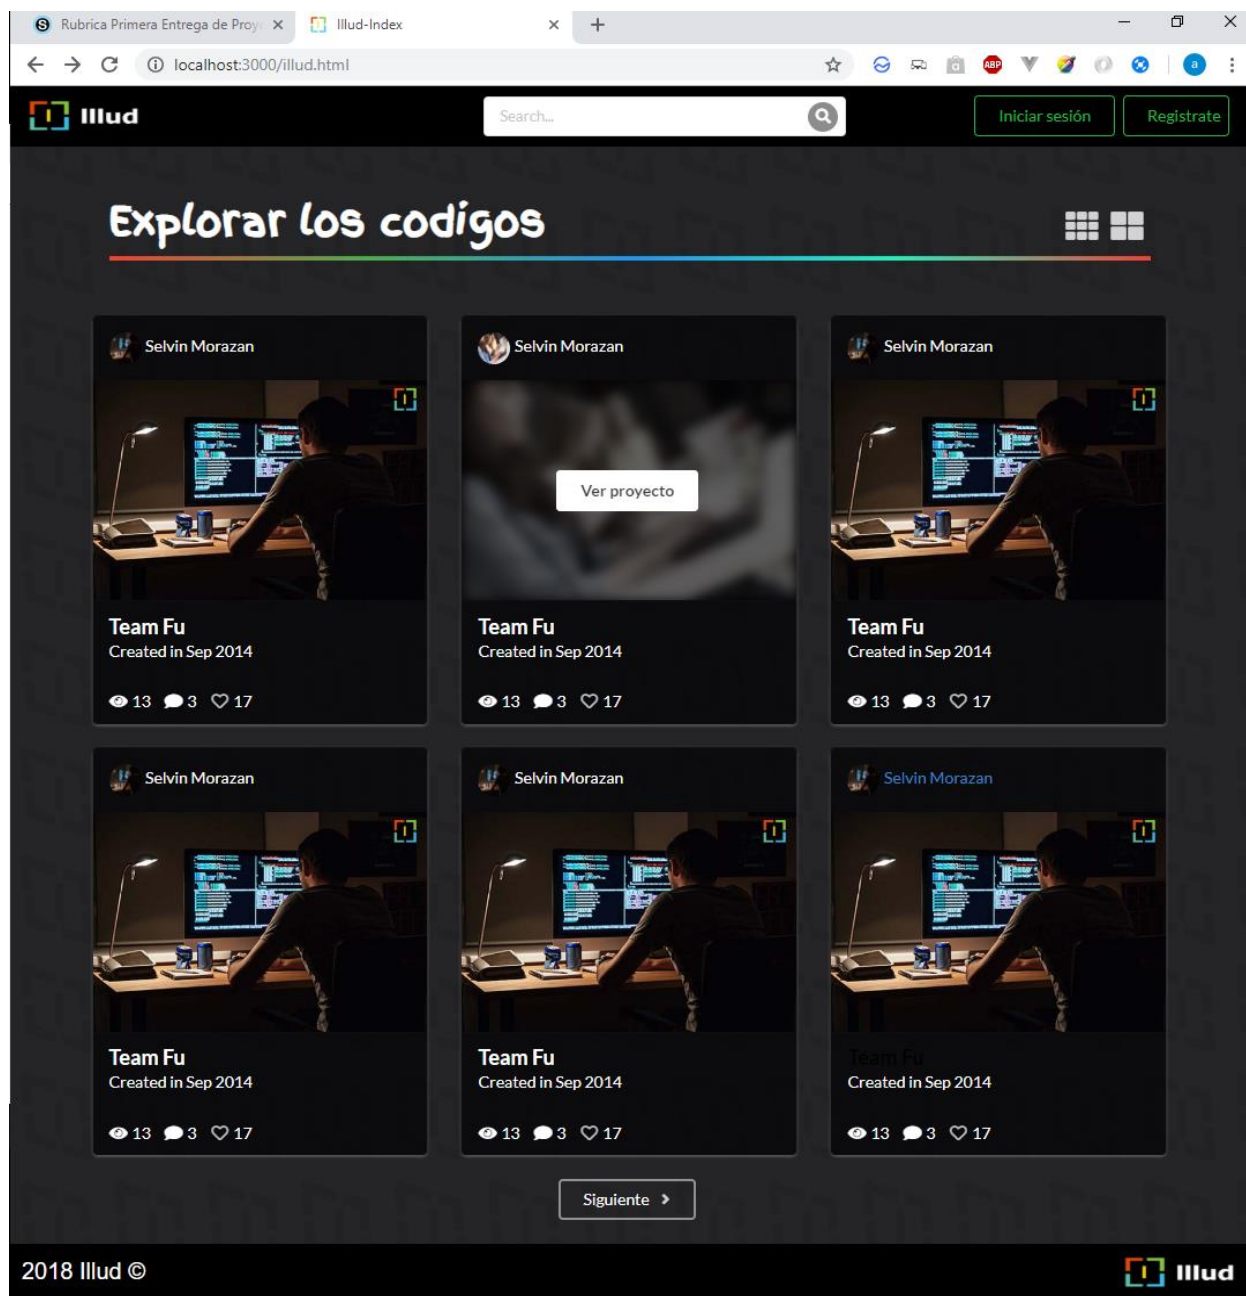 Rubrica Primera Entrega de Proy
Illud-Index
localhost:3000/illud.html
ABP
a
Illud
Search...
Iniciar sesión
Registrate
Explorar los codígos
Selvin Morazan
Selvin Morazan
Selvin Morazan
Ver proyecto
Team Fu
Team Fu
Team Fu
Created in Sep 2014
Created in Sep 2014
Created in Sep 2014
13 3 17
13 3 17
13 3 17
Selvin Morazan
Selvin Morazan
Selvin Morazan
Team Fu
Team Fu
Team Fu
Created in Sep 2014
Created in Sep 2014
Created in Sep 2014
13 3 17
13 3 17
13 3 17
Siguiente
2018 Illud ©
Illud